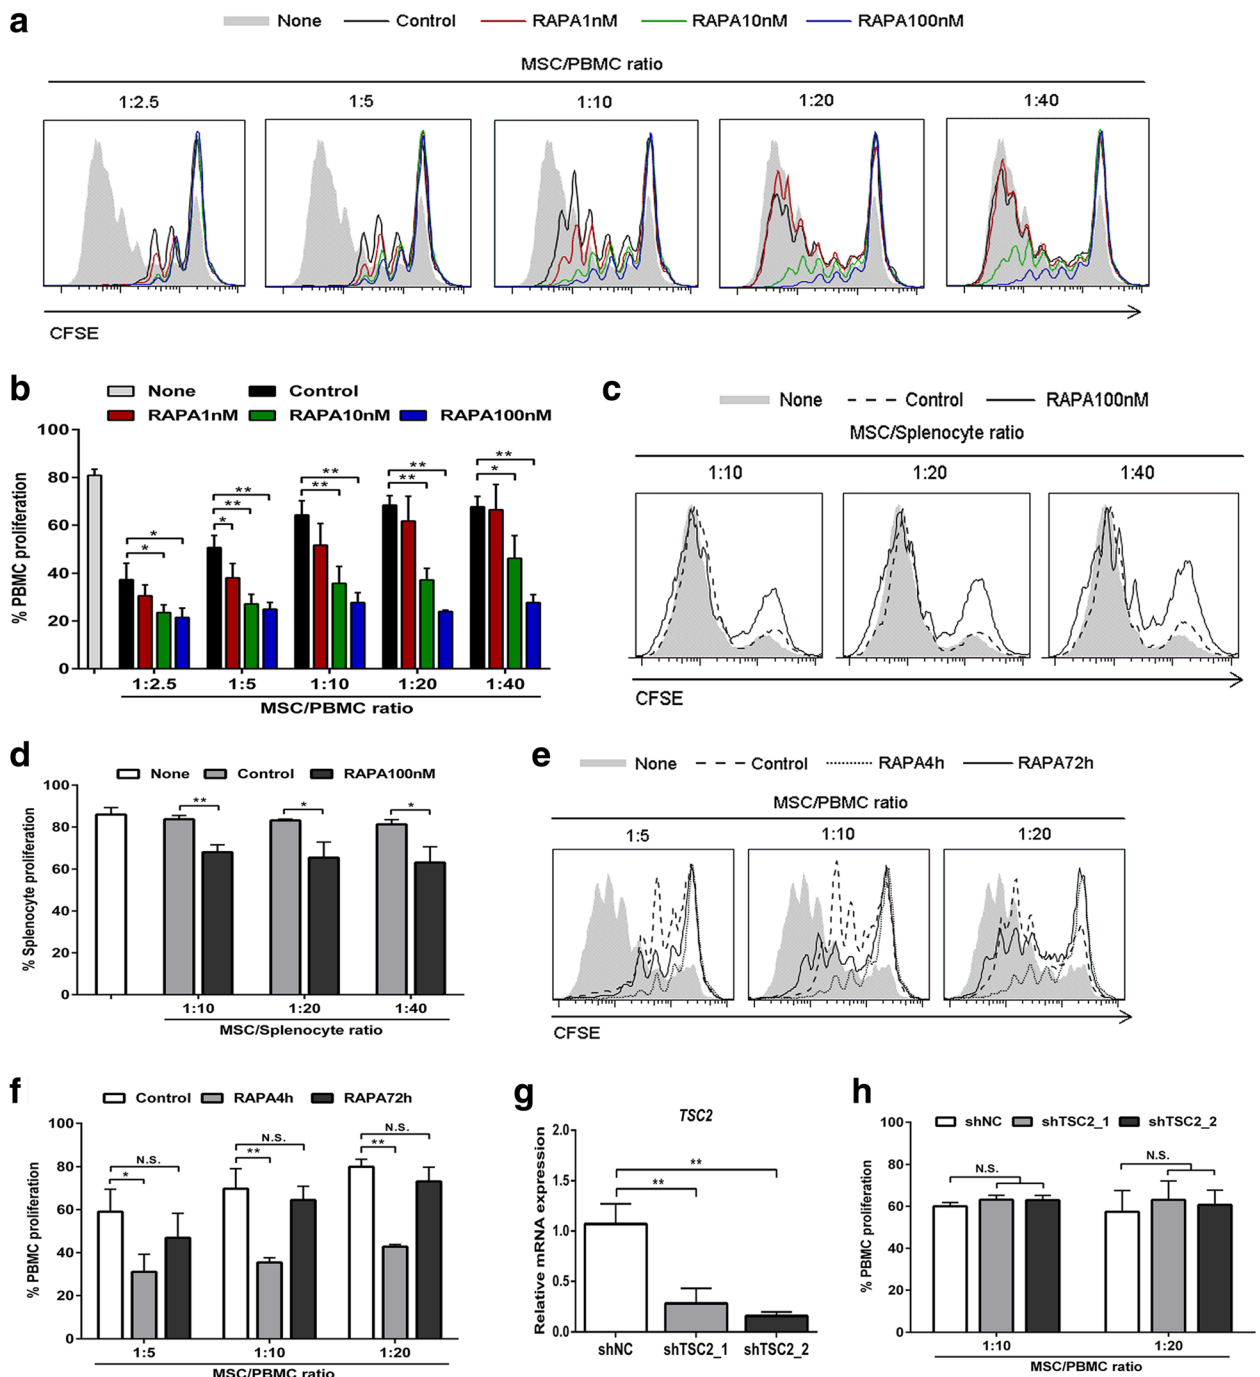 a
None Control RAPA1nM RAPA10nM RAPA100nM
MSC/PBMC ratio
1:2.5 1:5 1:10 1:20 1:40
CFSE
b
None Control
RAPA1nM RAPA10nM RAPA100nM
% PBMC proliferation
100
80
60
40
20
0
* * * ** ** ** ** ** ** * **
1:2.5 1:5 1:10 1:20 1:40
MSC/PBMC ratio
c
None Control RAPA100nM
MSC/Splenocyte ratio
1:10 1:20 1:40
CFSE
d
None Control RAPA100nM
% Splenocyte proliferation
100
80
60
40
20
0
** * *
1:10 1:20 1:40
MSC/Splenocyte ratio
e
None Control RAPA4h RAPA72h
MSC/PBMC ratio
1:5 1:10 1:20
CFSE
f
Control RAPA4h RAPA72h
% PBMC proliferation
100
80
60
40
20
0
N.S. N.S. N.S.
* ** **
1:5 1:10 1:20
MSC/PBMC ratio
g
TSC2
Relative mRNA expression
2.0
1.5
1.0
0.5
0.0
**
**
shNC shTSC2_1 shTSC2_2
h
shNC shTSC2_1 shTSC2_2
% PBMC proliferation
100
80
60
40
20
0
N.S. N.S.
1:10 1:20
MSC/PBMC ratio